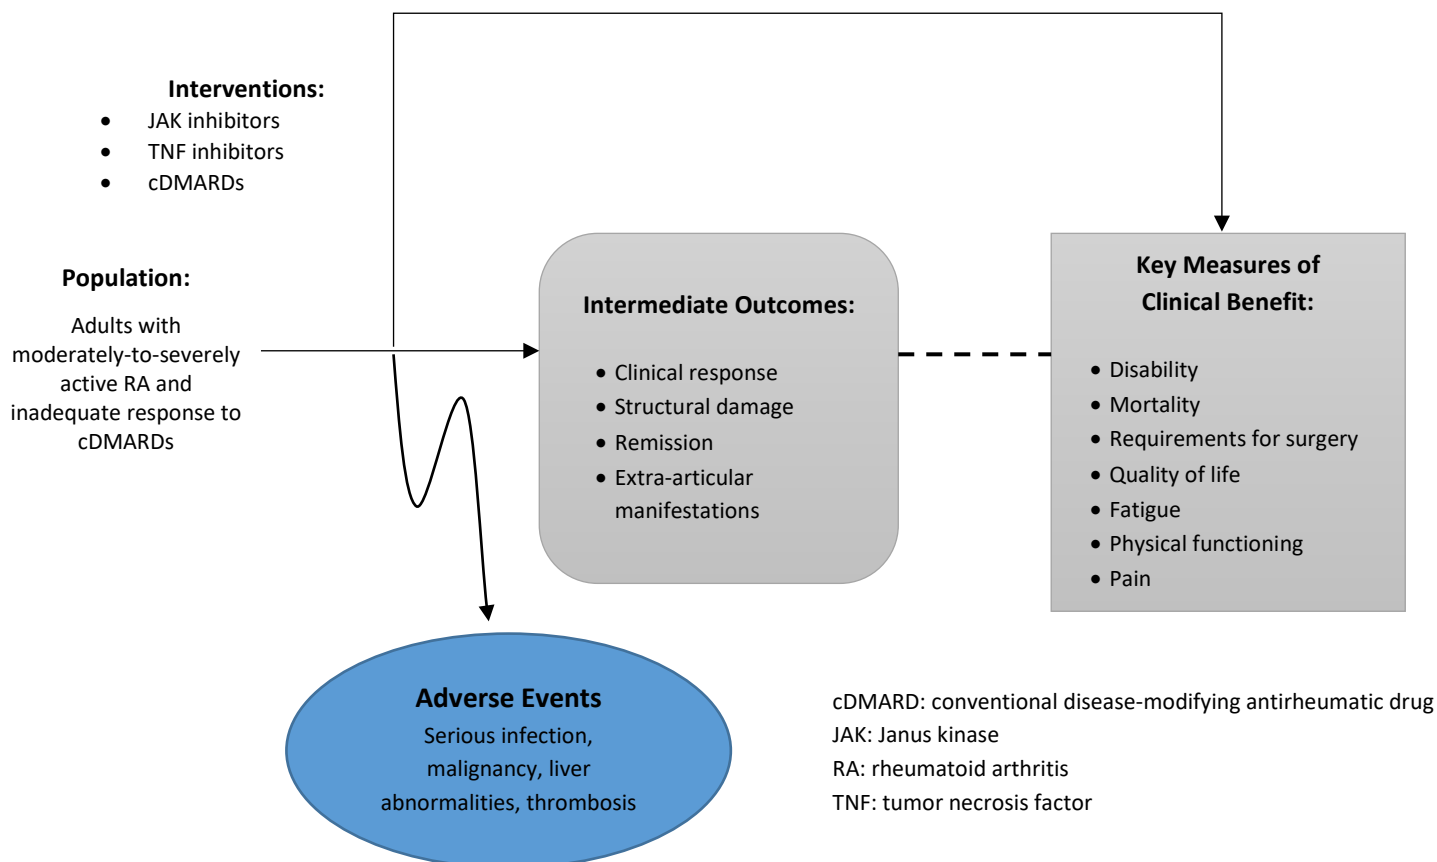 Interventions:
• JAK inhibitors
• TNF inhibitors
• cDMARDs
Population:
Adults with
moderately-to-severely
active RA and
inadequate response to
cDMARDs
Intermediate Outcomes:
• Clinical response
• Structural damage
• Remission
• Extra-articular
manifestations
Key Measures of
Clinical Benefit:
• Disability
• Mortality
• Requirements for surgery
• Quality of life
• Fatigue
• Physical functioning
• Pain
Adverse Events
Serious infection,
malignancy, liver
abnormalities, thrombosis
cDMARD: conventional disease-modifying antirheumatic drug
JAK: Janus kinase
RA: rheumatoid arthritis
TNF: tumor necrosis factor